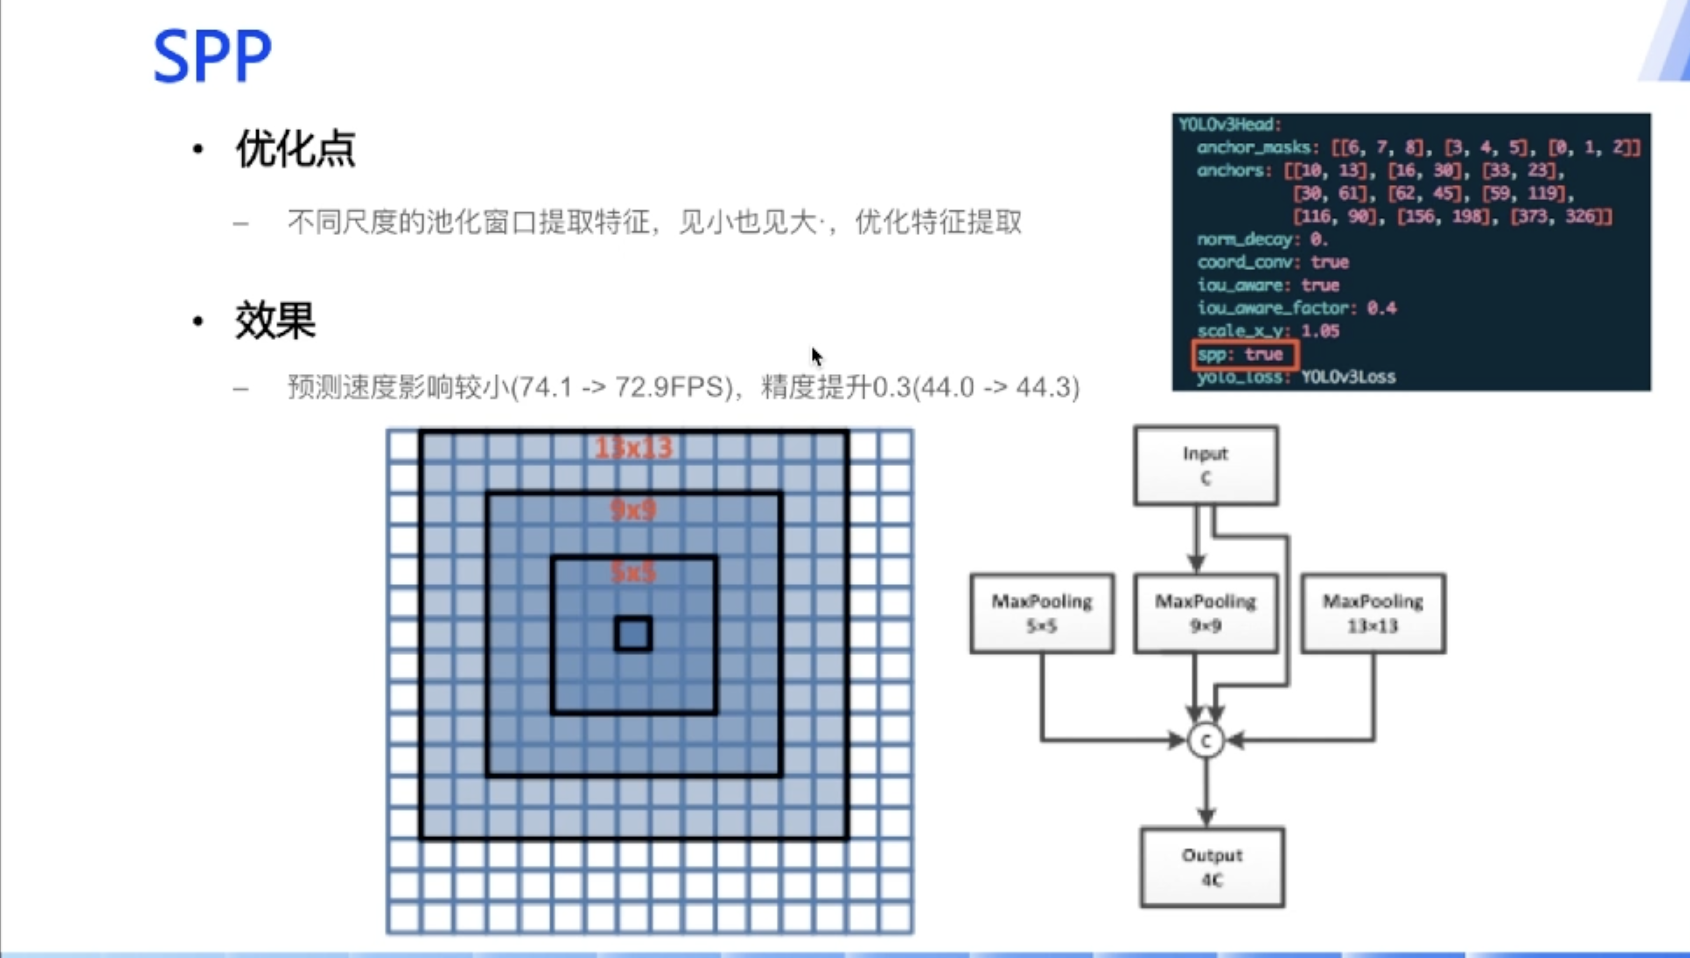 SPP
• 优化点
– 不同尺度的池化窗口提取特征，见小也见大·，优化特征提取
• 效果
– 预测速度影响较小(74.1 -> 72.9FPS)，精度提升0.3(44.0 -> 44.3)
YOLOv3Head:
anchor_masks: [[6, 7, 8], [3, 4, 5], [0, 1, 2]]
anchors: [[10, 13], [16, 30], [33, 23],
[30, 61], [62, 45], [59, 119],
[116, 90], [156, 198], [373, 326]]
norm_decay: 0.
coord_conv: true
iou_aware: true
iou_aware_factor: 0.4
scale_x_y: 1.05
spp: true
yolo_loss: YOLOv3Loss
13x13
9x9
5x5
Input
C
MaxPooling
5×5
MaxPooling
9×9
MaxPooling
13×13
C
Output
4C